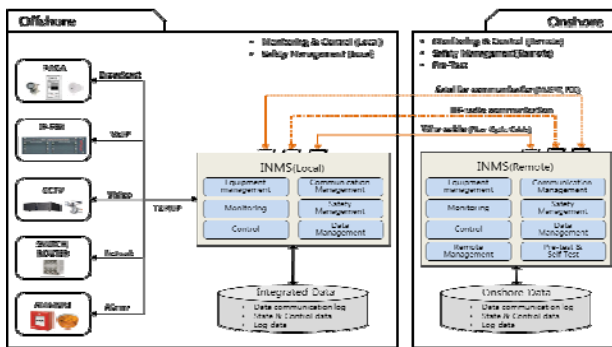 Offshore
Onshore
Monitoring & Control (Local)
Safety Management (Local)
Monitoring & Control (Remote)
Safety Management(Remote)
Pre-Test
PAGA
Broadcast
VoIP
CCTV
Video
TCP/IP
SWITCH
ROUTER
Network
Alarm
INMS(Local)
Equipment management
Communication Management
Monitoring
Safety Management
Control
Data Management
INMS(Remote)
Equipment management
Communication Management
Monitoring
Safety Management
Control
Data Management
Remote Management
Pre-test & Self Test
Integrated Data
Data communication log
State & Control data
Log data
Onshore Data
Data communication log
State & Control data
Log data